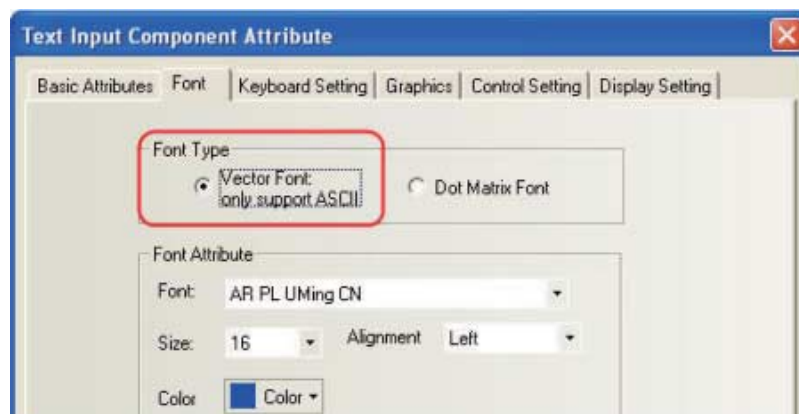 Text Input Component Attribute
Basic Attributes Font Keyboard Setting Graphics Control Setting Display Setting
Font Type
Vector Font: Dot Matrix Font
only support ASCII
Font Attribute
Font: AR PL UMing CN
Size: 16 Alignment Left
Color Color